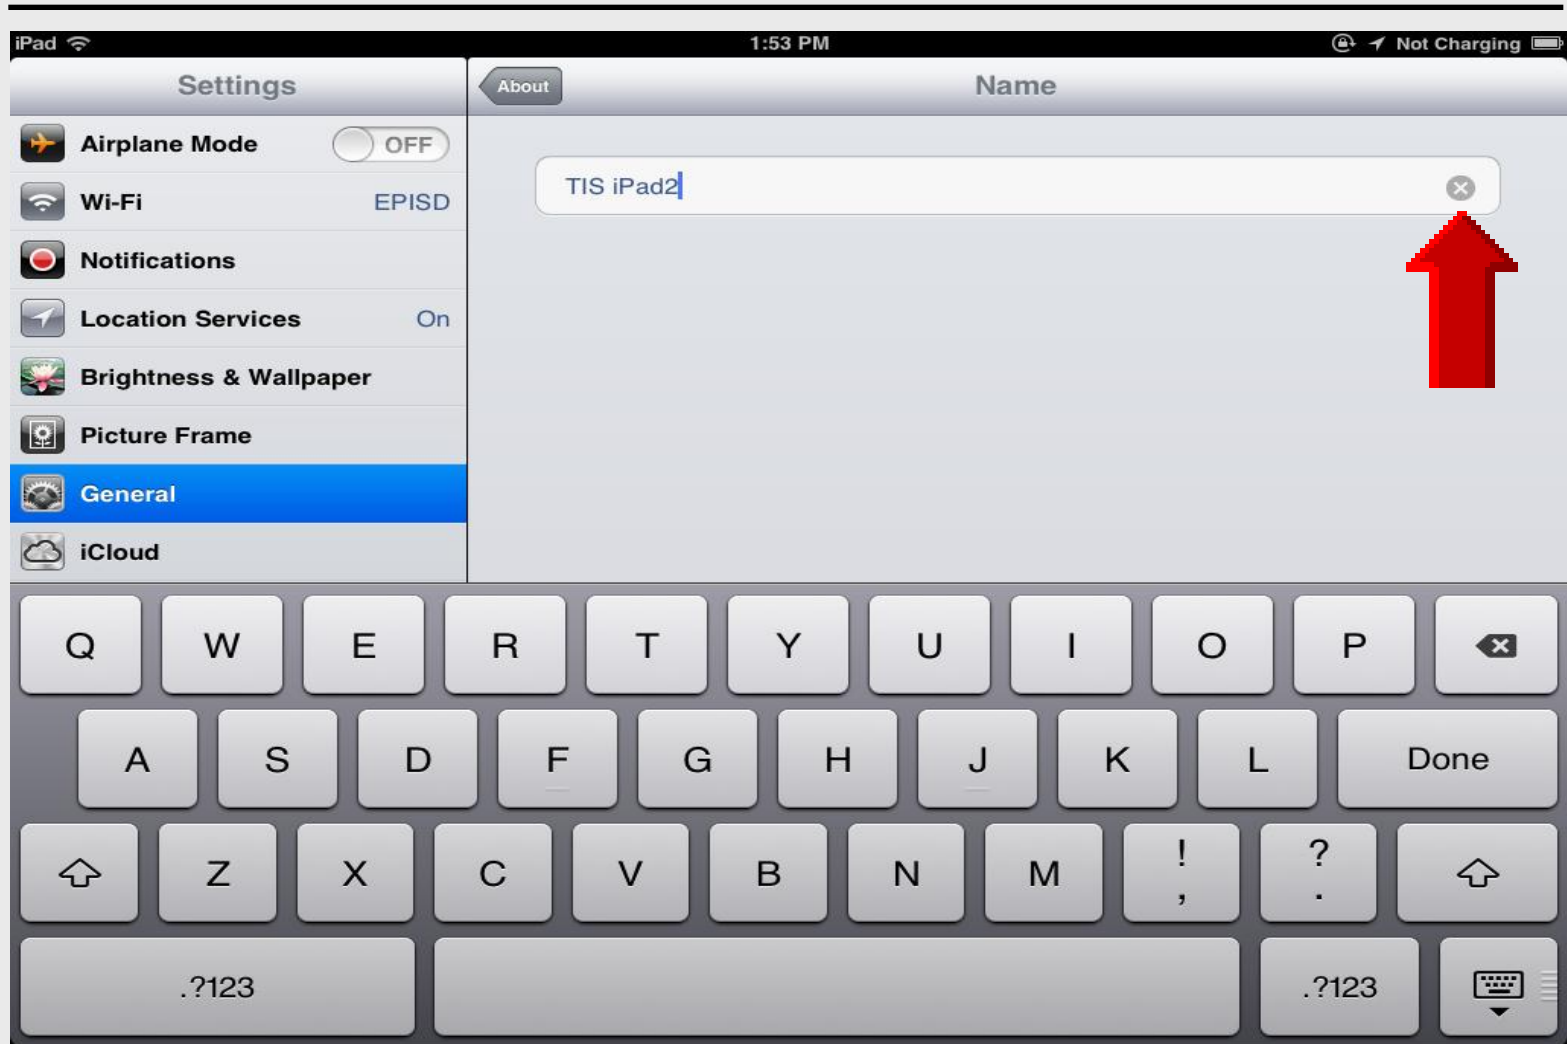 iPad 1:53 PM Not Charging
Settings About Name
Airplane Mode OFF
TIS iPad2
Wi-Fi EPISD
Notifications
Location Services On
Brightness & Wallpaper
Picture Frame
General
iCloud
Q W E R T Y U I O P
A S D F G H J K L Done
Z X C V B N M ! , ? .
.?123 .?123